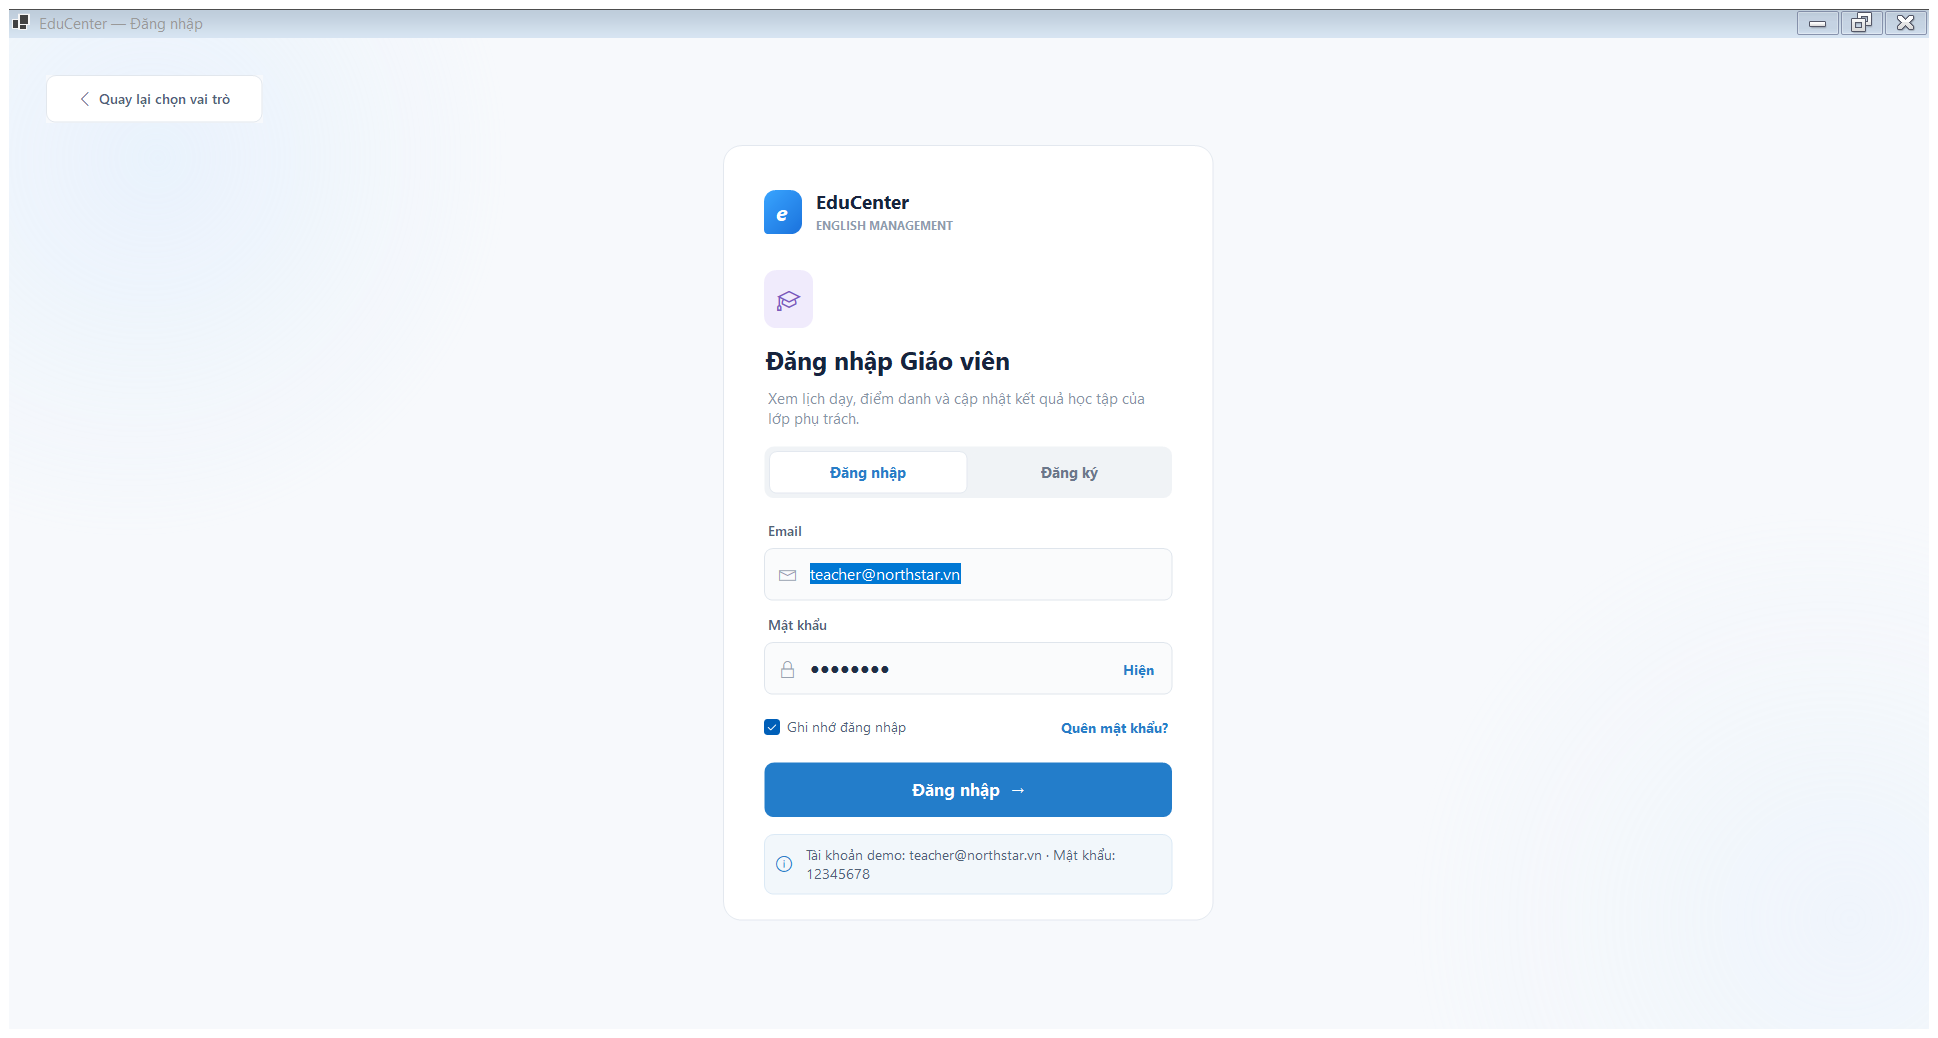 EduCenter — Đăng nhập
Quay lại chọn vai trò
e
EduCenter
ENGLISH MANAGEMENT
Đăng nhập Giáo viên
Xem lịch dạy, điểm danh và cập nhật kết quả học tập của
lớp phụ trách.
Đăng nhập
Đăng ký
Email
teacher@northstar.vn
Mật khẩu
●●●●●●●●
Hiện
Ghi nhớ đăng nhập
Quên mật khẩu?
Đăng nhập →
Tài khoản demo: teacher@northstar.vn · Mật khẩu:
12345678